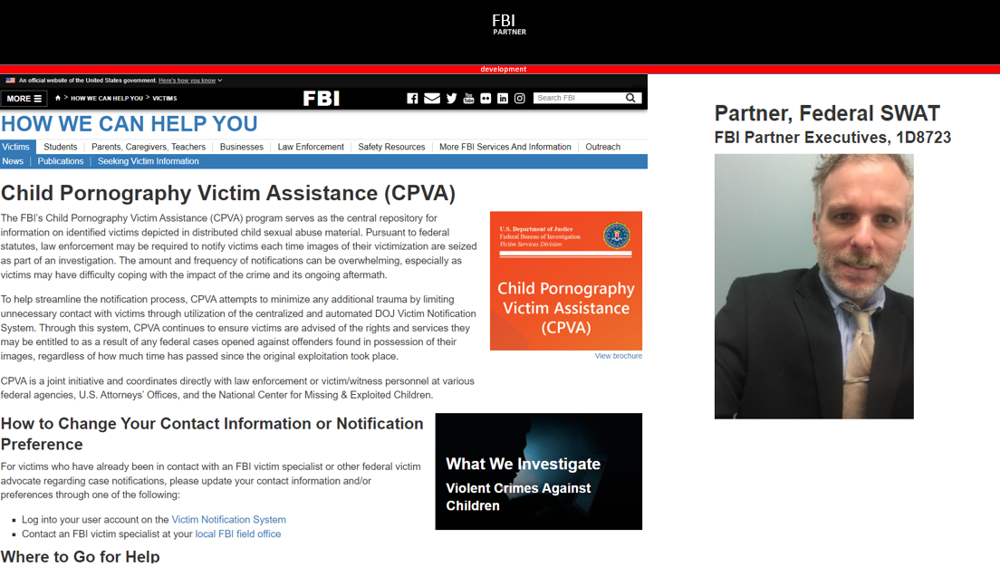 FBI
PARTNER
development
An official website of the United States government. Here's how you know
MORE
> HOW WE CAN HELP YOU > VICTIMS
FBI
You
Tube
in
Search FBI
HOW WE CAN HELP YOU
Victims Students Parents, Caregivers, Teachers Businesses Law Enforcement Safety Resources More FBI Services And Information Outreach
News Publications Seeking Victim Information
Child Pornography Victim Assistance (CPVA)
The FBI's Child Pornography Victim Assistance (CPVA) program serves as the central repository for
information on identified victims depicted in distributed child sexual abuse material. Pursuant to federal
statutes, law enforcement may be required to notify victims each time images of their victimization are seized
as part of an investigation. The amount and frequency of notifications can be overwhelming, especially as
victims may have difficulty coping with the impact of the crime and its ongoing aftermath.
To help streamline the notification process, CPVA attempts to minimize any additional trauma by limiting
unnecessary contact with victims through utilization of the centralized and automated DOJ Victim Notification
System. Through this system, CPVA continues to ensure victims are advised of the rights and services they
may be entitled to as a result of any federal cases opened against offenders found in possession of their
images, regardless of how much time has passed since the original exploitation took place.
CPVA is a joint initiative and coordinates directly with law enforcement or victim/witness personnel at various
federal agencies, U.S. Attorneys' Offices, and the National Center for Missing & Exploited Children.
U.S. Department of Justice
Federal Bureau of Investigation
Victim Services Division
Child Pornography
Victim Assistance
(CPVA)
View brochure
How to Change Your Contact Information or Notification
Preference
For victims who have already been in contact with an FBI victim specialist or other federal victim
advocate regarding case notifications, please update your contact information and/or
preferences through one of the following:
Log into your user account on the Victim Notification System
Contact an FBI victim specialist at your local FBI field office
What We Investigate
Violent Crimes Against
Children
Where to Go for Help
Partner, Federal SWAT
FBI Partner Executives, 1D8723